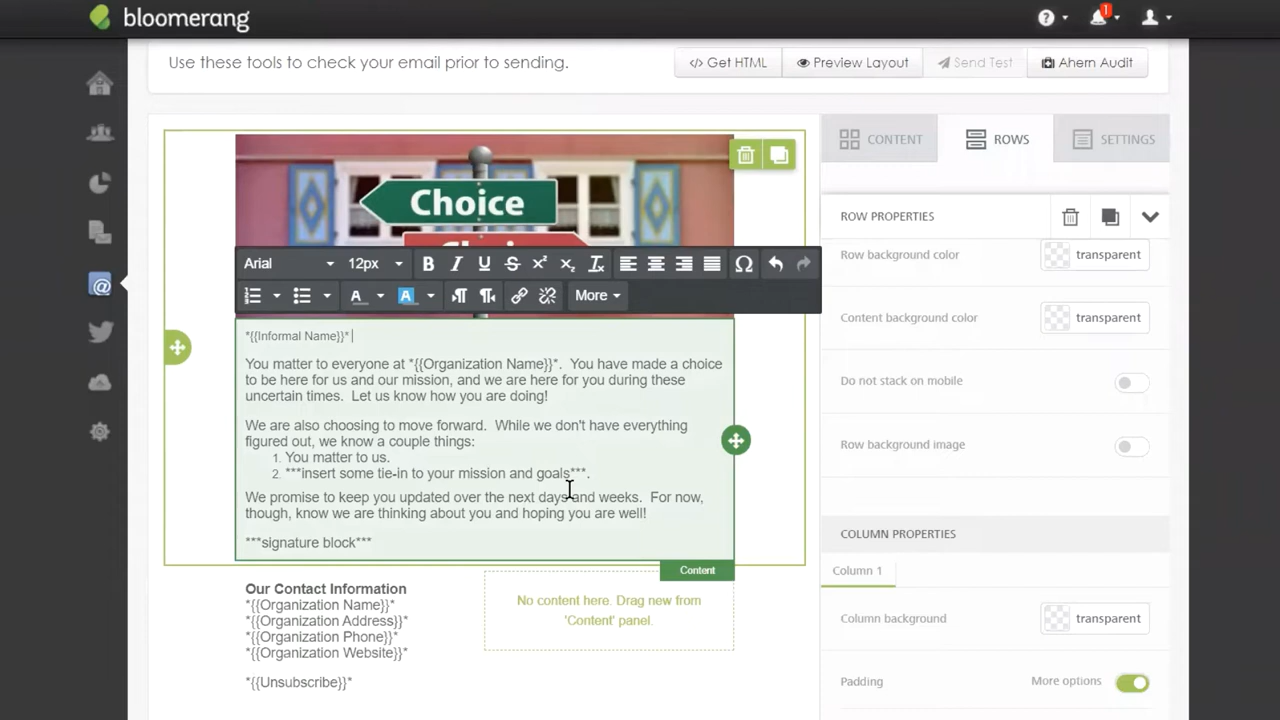 bloomerang
1
Use these tools to check your email prior to sending.
</> Get HTML
Preview Layout
Send Test
Ahern Audit
CONTENT
ROWS
SETTINGS
Choice
ROW PROPERTIES
Row background color
transparent
Arial
12px
B I U S x² x₂ Tx Ω
A A
More
Content background color
transparent
*{{Informal Name}}*
You matter to everyone at *{{Organization Name}}*.  You have made a choice
to be here for us and our mission, and we are here for you during these
uncertain times.  Let us know how you are doing!
We are also choosing to move forward.  While we don't have everything
figured out, we know a couple things:
1. You matter to us.
2. ***insert some tie-in to your mission and goals***.
We promise to keep you updated over the next days and weeks.  For now,
though, know we are thinking about you and hoping you are well!
***signature block***
Content
Do not stack on mobile
Row background image
COLUMN PROPERTIES
Column 1
Column background
transparent
Padding
More options
Our Contact Information
*{{Organization Name}}*
*{{Organization Address}}*
*{{Organization Phone}}*
*{{Organization Website}}*
*{{Unsubscribe}}*
No content here. Drag new from
'Content' panel.